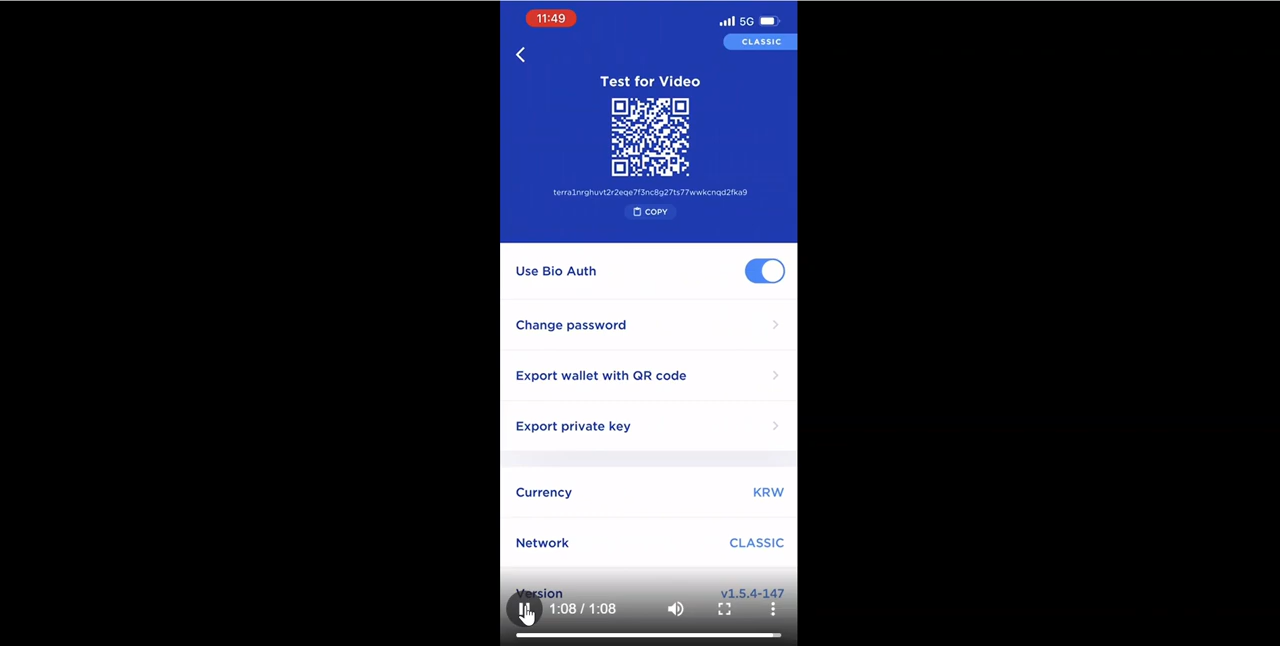 11:49
5G
CLASSIC
Test for Video
terra1nrghuvt2r2eqe7f3nc8g27ts77wwkcnqd2fka9
COPY
Use Bio Auth
Change password
Export wallet with QR code
Export private key
Currency KRW
Network CLASSIC
Version v1.5.4-147
1:08 / 1:08